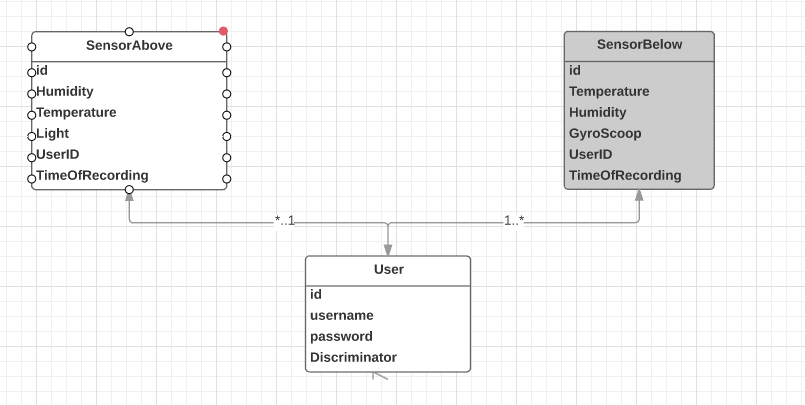 SensorAbove
id
Humidity
Temperature
Light
UserID
TimeOfRecording
SensorBelow
id
Temperature
Humidity
GyroScoop
UserID
TimeOfRecording
*..1
1..*
User
id
username
password
Discriminator